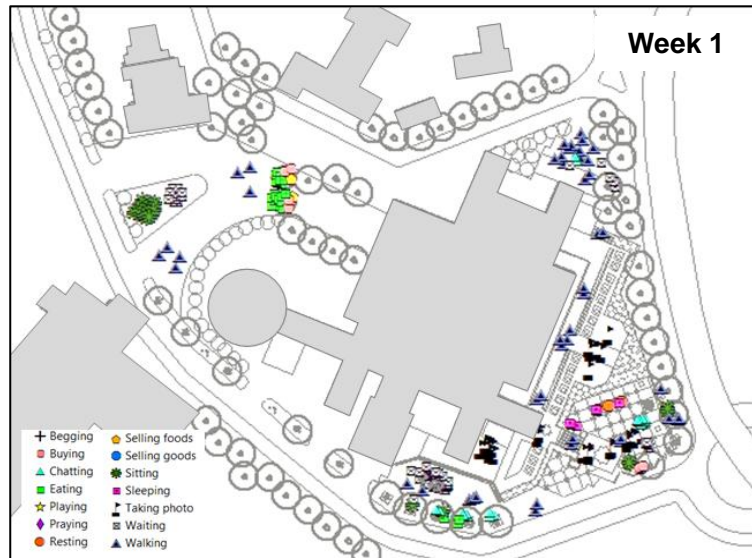 Week 1
Begging
Buying
Chatting
Eating
Playing
Praying
Resting
Selling foods
Selling goods
Sitting
Sleeping
Taking photo
Waiting
Walking